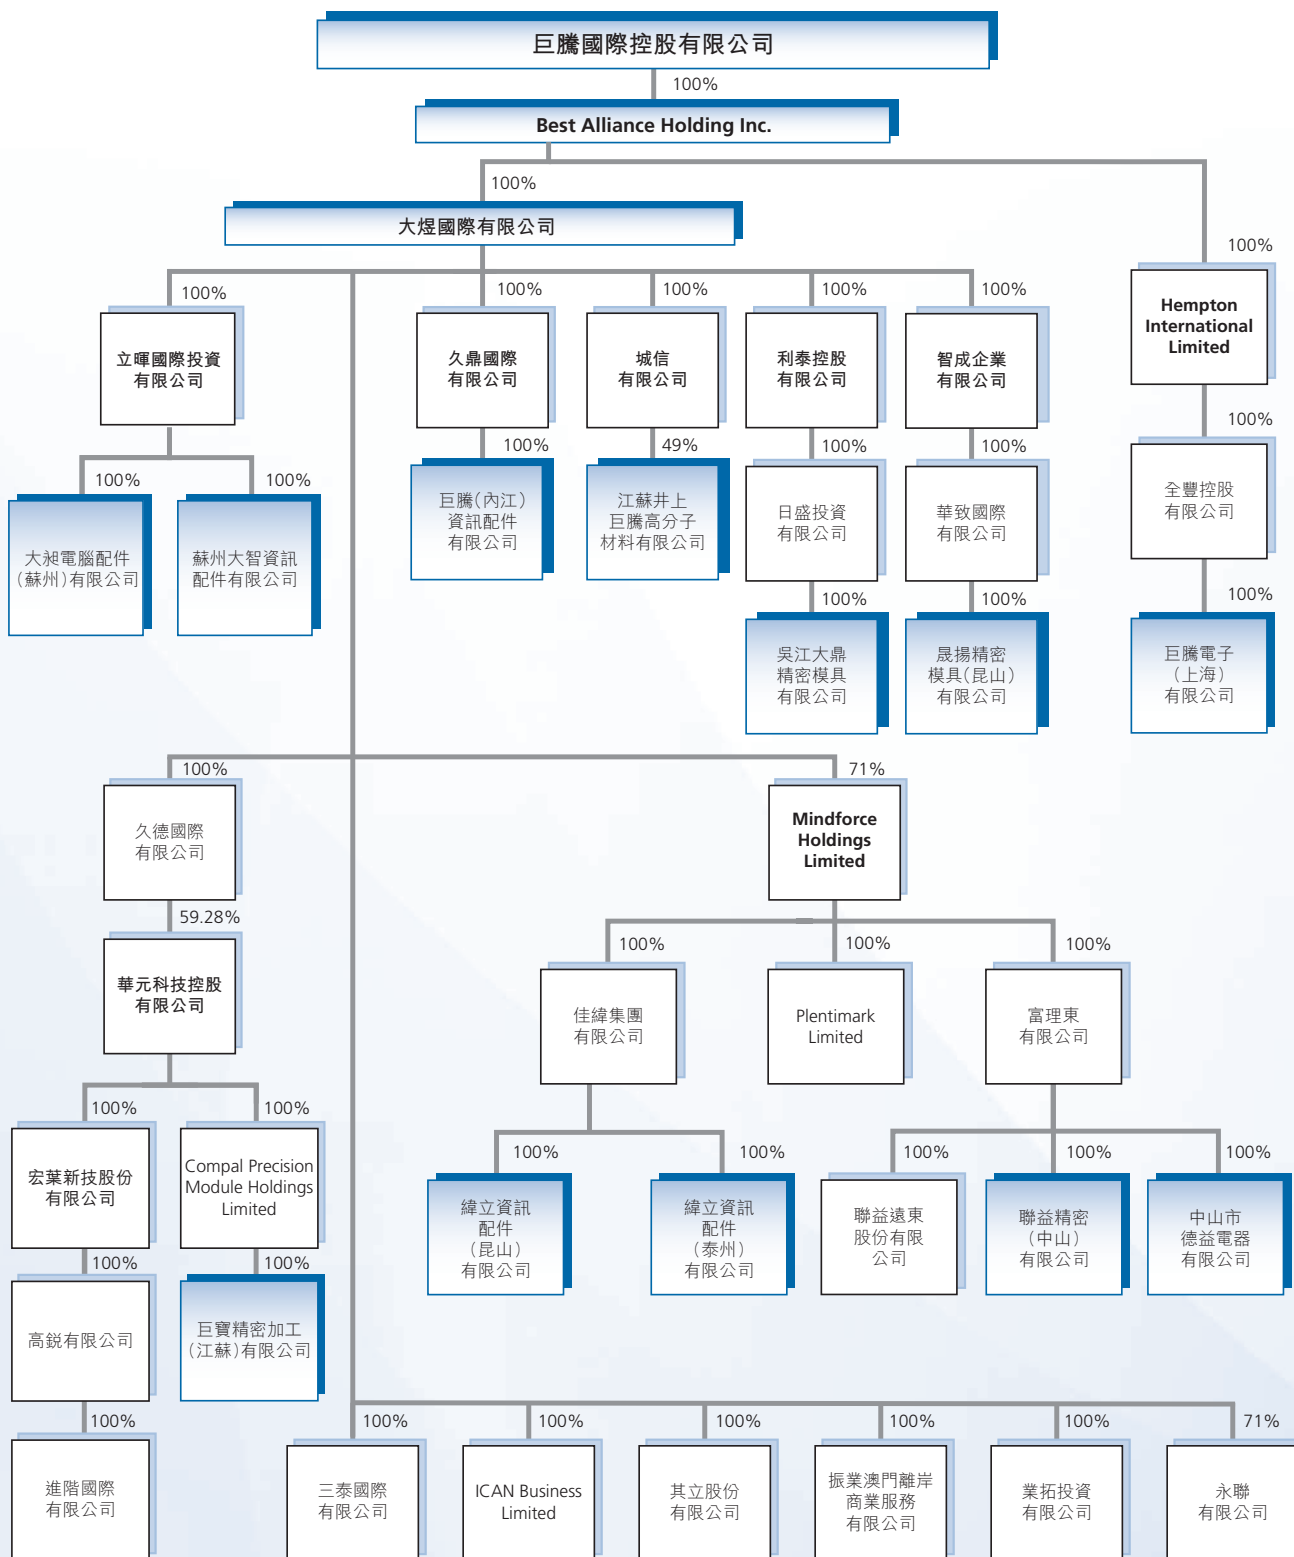 巨騰國際控股有限公司
100%
Best Alliance Holding Inc.
100%
大煜國際有限公司
100%
Hempton
International
Limited
100%
全豐控股
有限公司
100%
巨騰電子
（上海）
有限公司
100%
立暉國際投資
有限公司
100%
大昶電腦配件
（蘇州）有限公司
100%
蘇州大智資訊
配件有限公司
100%
久鼎國際
有限公司
100%
巨騰（內江）
資訊配件
有限公司
100%
城信
有限公司
49%
江蘇井上
巨騰高分子
材料有限公司
100%
利泰控股
有限公司
100%
日盛投資
有限公司
100%
吳江大鼎
精密模具
有限公司
100%
智成企業
有限公司
100%
華致國際
有限公司
100%
晟揚精密
模具（昆山）
有限公司
100%
久德國際
有限公司
59.28%
華元科技控股
有限公司
100%
宏葉新技股份
有限公司
100%
高銳有限公司
100%
進階國際
有限公司
100%
Compal Precision
Module Holdings
Limited
100%
巨寶精密加工
（江蘇）有限公司
71%
Mindforce
Holdings
Limited
100%
佳緯集團
有限公司
100%
緯立資訊
配件
（昆山）
有限公司
100%
緯立資訊
配件
（泰州）
有限公司
100%
Plentimark
Limited
100%
富理東
有限公司
100%
聯益遠東
股份有限
公司
100%
聯益精密
（中山）
有限公司
100%
中山市
德益電器
有限公司
100%
三泰國際
有限公司
100%
ICAN Business
Limited
100%
其立股份
有限公司
100%
振業澳門離岸
商業服務
有限公司
100%
業拓投資
有限公司
71%
永聯
有限公司